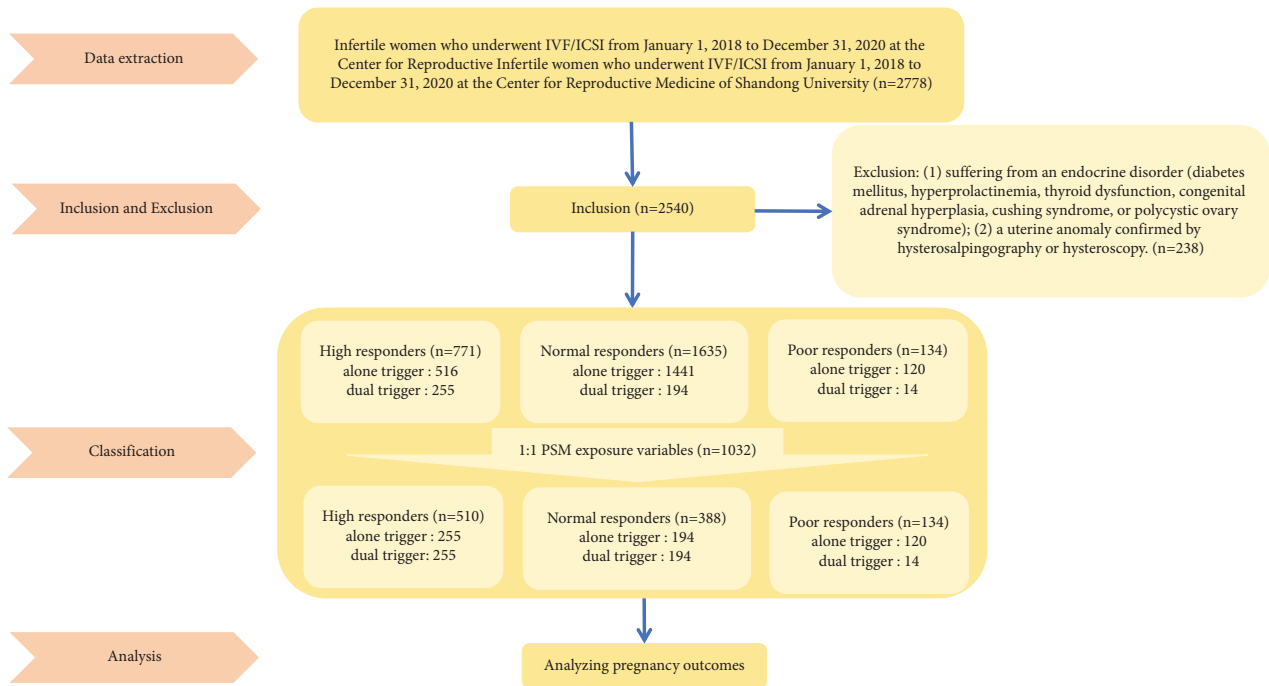 Data extraction
Infertile women who underwent IVF/ICSI from January 1, 2018 to December 31, 2020 at the
Center for Reproductive Infertile women who underwent IVF/ICSI from January 1, 2018 to
December 31, 2020 at the Center for Reproductive Medicine of Shandong University (n=2778)
Inclusion and Exclusion
Inclusion (n=2540)
Exclusion: (1) suffering from an endocrine disorder (diabetes
mellitus, hyperprolactinemia, thyroid dysfunction, congenital
adrenal hyperplasia, cushing syndrome, or polycystic ovary
syndrome); (2) a uterine anomaly confirmed by
hysterosalpingography or hysteroscopy. (n=238)
Classification
High responders (n=771)
alone trigger : 516
dual trigger : 255
Normal responders (n=1635)
alone trigger : 1441
dual trigger : 194
Poor responders (n=134)
alone trigger : 120
dual trigger : 14
1:1 PSM exposure variables (n=1032)
High responders (n=510)
alone trigger : 255
dual trigger: 255
Normal responders (n=388)
alone trigger : 194
dual trigger : 194
Poor responders (n=134)
alone trigger : 120
dual trigger : 14
Analysis
Analyzing pregnancy outcomes